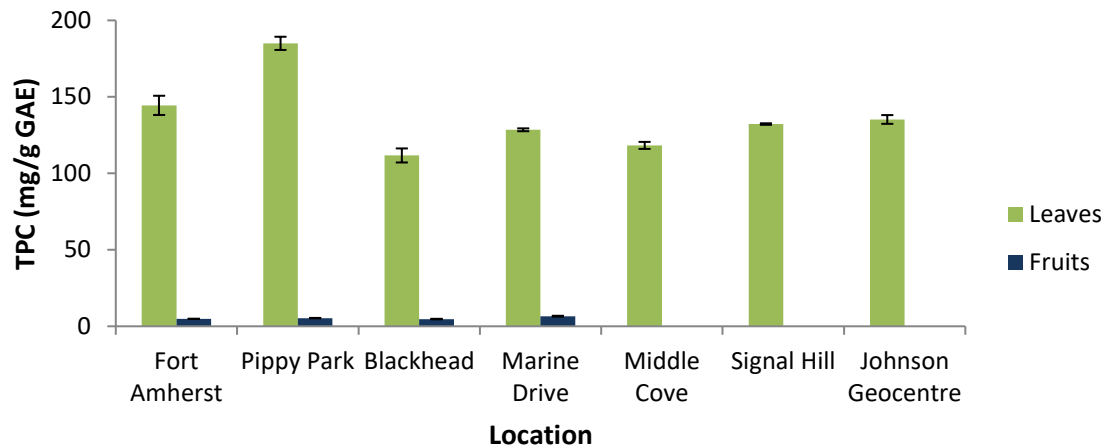 TPC (mg/g GAE)
200
150
100
50
0
Fort Amherst
Pippy Park
Blackhead
Marine Drive
Middle Cove
Signal Hill
Johnson Geocentre
Location
Leaves
Fruits